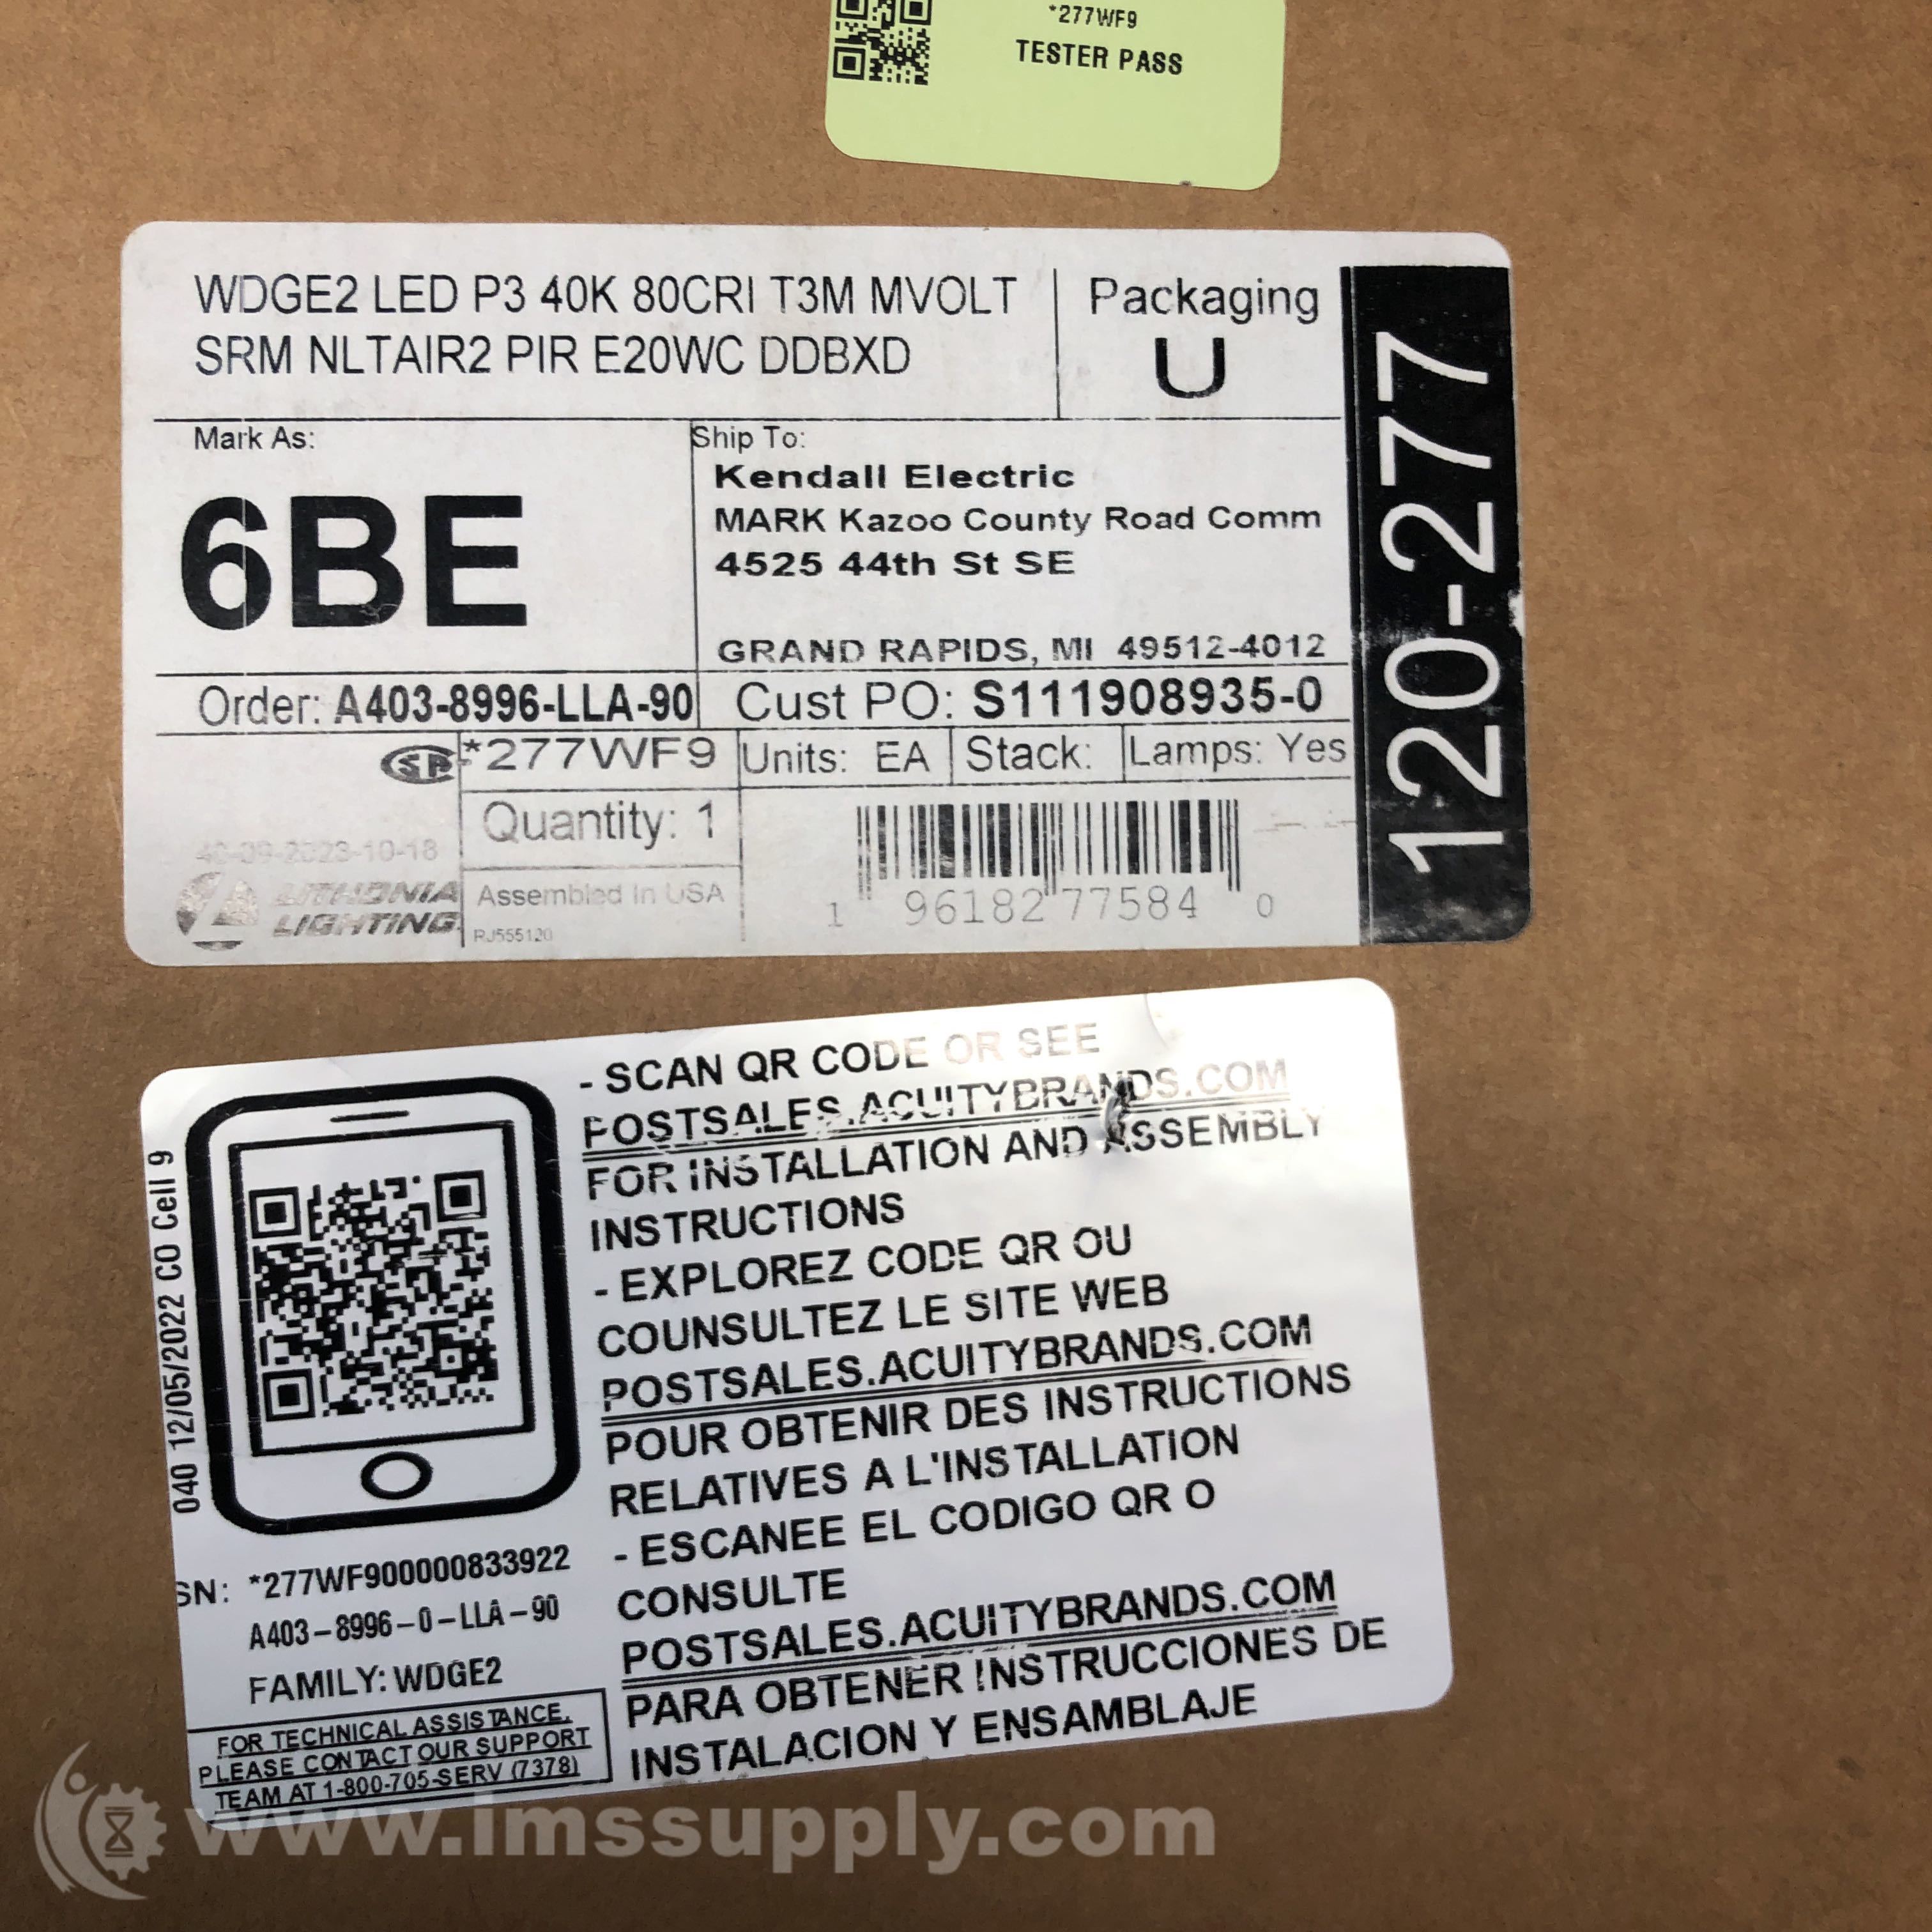 *277WF9
TESTER PASS
WDGE2 LED P3 40K 80CRI T3M MVOLT
SRM NLTAIR2 PIR E20WC DDBXD
Packaging
U
120-277
Mark As:
6BE
Ship To:
Kendall Electric
MARK Kazoo County Road Comm
4525 44th St SE
GRAND RAPIDS, MI 49512-4012
Order: A403-8996-LLA-90
Cust PO: S111908935-0
*277WF9
Units: EA
Stack:
Lamps: Yes
Quantity: 1
40-09-2023-10-18
LITHONIA
LIGHTING
Assembled In USA
RJ555120
1 96182 77584 0
- SCAN QR CODE OR SEE
POSTSALES.ACUITYBRANDS.COM
FOR INSTALLATION AND ASSEMBLY
INSTRUCTIONS
- EXPLOREZ CODE QR OU
COUNSULTEZ LE SITE WEB
POSTSALES.ACUITYBRANDS.COM
POUR OBTENIR DES INSTRUCTIONS
RELATIVES A L'INSTALLATION
- ESCANEE EL CODIGO QR O
CONSULTE
POSTSALES.ACUITYBRANDS.COM
PARA OBTENER INSTRUCCIONES DE
INSTALACION Y ENSAMBLAJE
040 12/05/2022 CO Cell 9
SN: *277WF900000833922
A403-8996-0-LLA-90
FAMILY: WDGE2
FOR TECHNICAL ASSISTANCE,
PLEASE CONTACT OUR SUPPORT
TEAM AT 1-800-705-SERV (7378)
www.imssupply.com